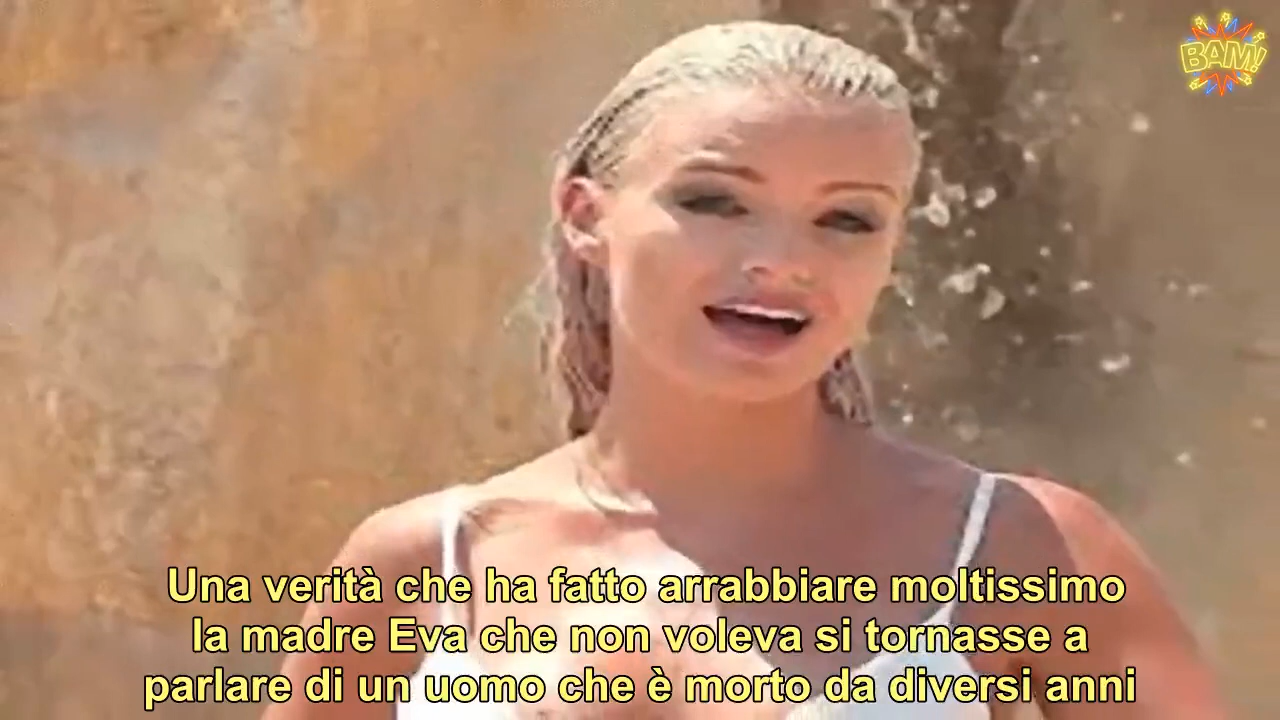 BAM!
Una verità che ha fatto arrabbiare moltissimo
la madre Eva che non voleva si tornasse a
parlare di un uomo che è morto da diversi anni